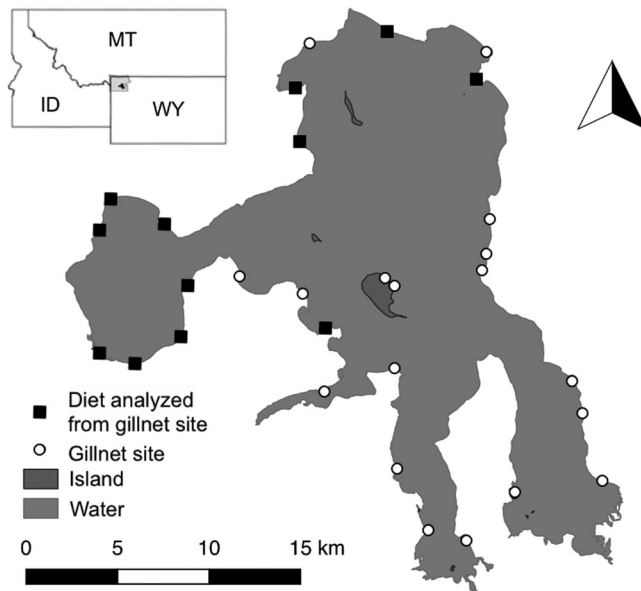 MT
ID
WY
Diet analyzed
from gillnet site
Gillnet site
Island
Water
0 5 10 15 km